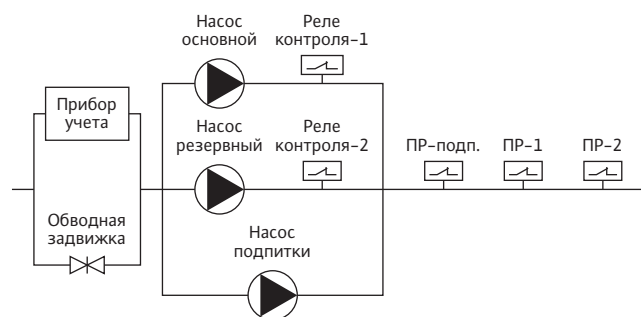 Насос
основной
Реле
контроля-1
Прибор
учета
Насос
резервный
Реле
контроля-2
ПР-подп.
ПР-1
ПР-2
Обводная
задвижка
Насос
подпитки